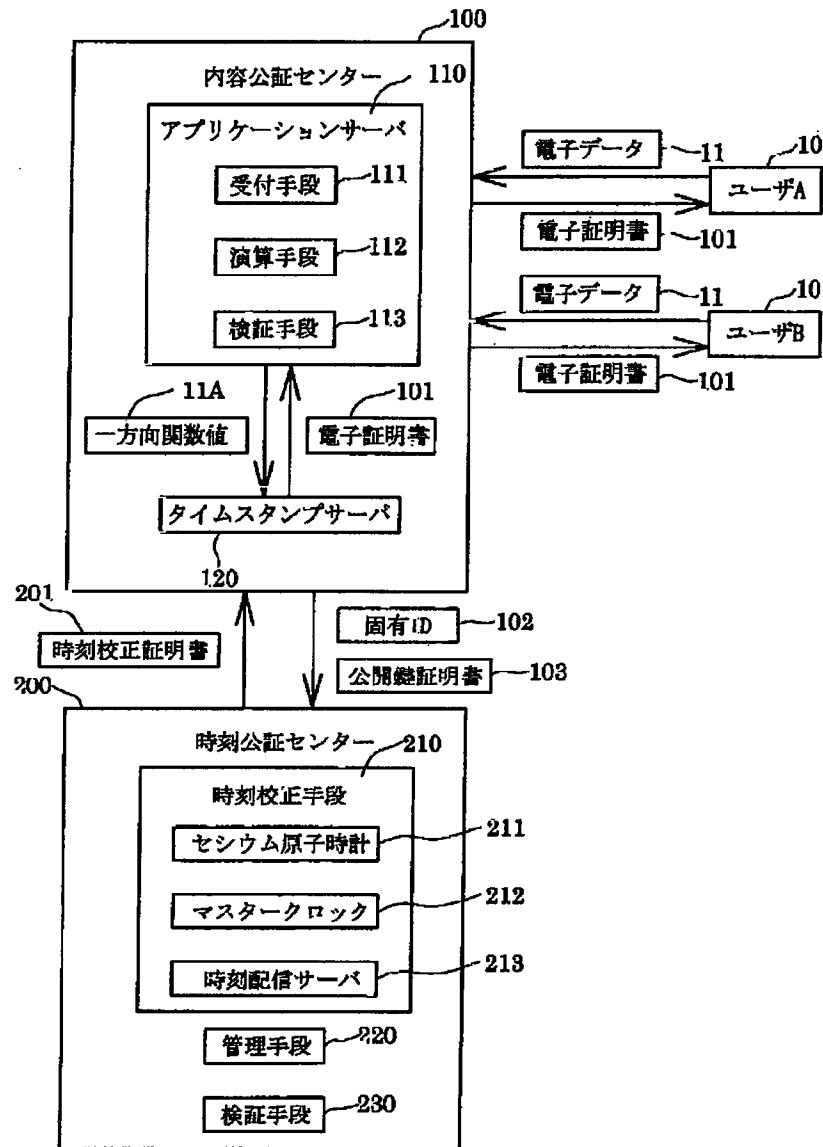 100
内容公証センター
110
アプリケーションサーバ
受付手段
111
演算手段
112
検証手段
113
電子データ
11
10
ユーザA
電子証明書
101
電子データ
11
10
ユーザB
電子証明書
101
11A
一方向関数値
101
電子証明書
タイムスタンプサーバ
120
201
時刻校正証明書
固有ID
102
公開鍵証明書
103
200
時刻公証センター
210
時刻校正手段
セシウム原子時計
211
マスタークロック
212
時刻配信サーバ
213
管理手段
220
検証手段
230